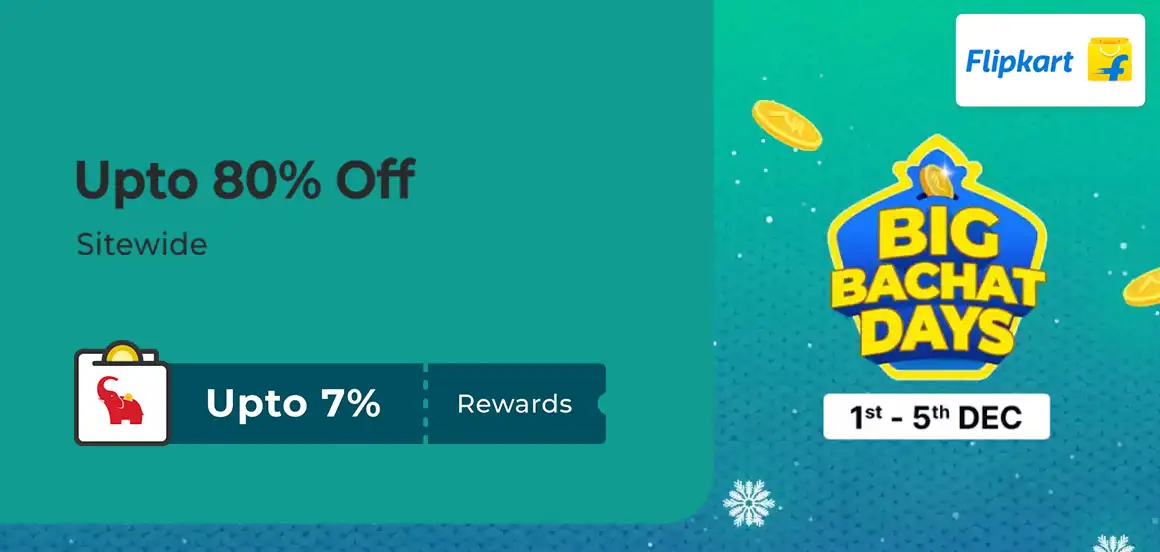 Upto 80% Off
Sitewide
Upto 7%
Rewards
Flipkart
BIG
BACHAT
DAYS
1st - 5th DEC